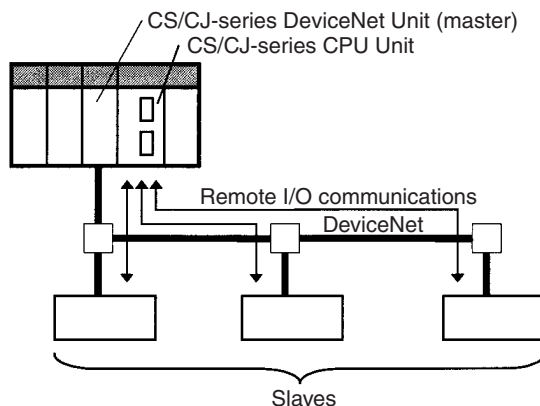 CS/CJ-series DeviceNet Unit (master)
CS/CJ-series CPU Unit
Remote I/O communications
DeviceNet
Slaves